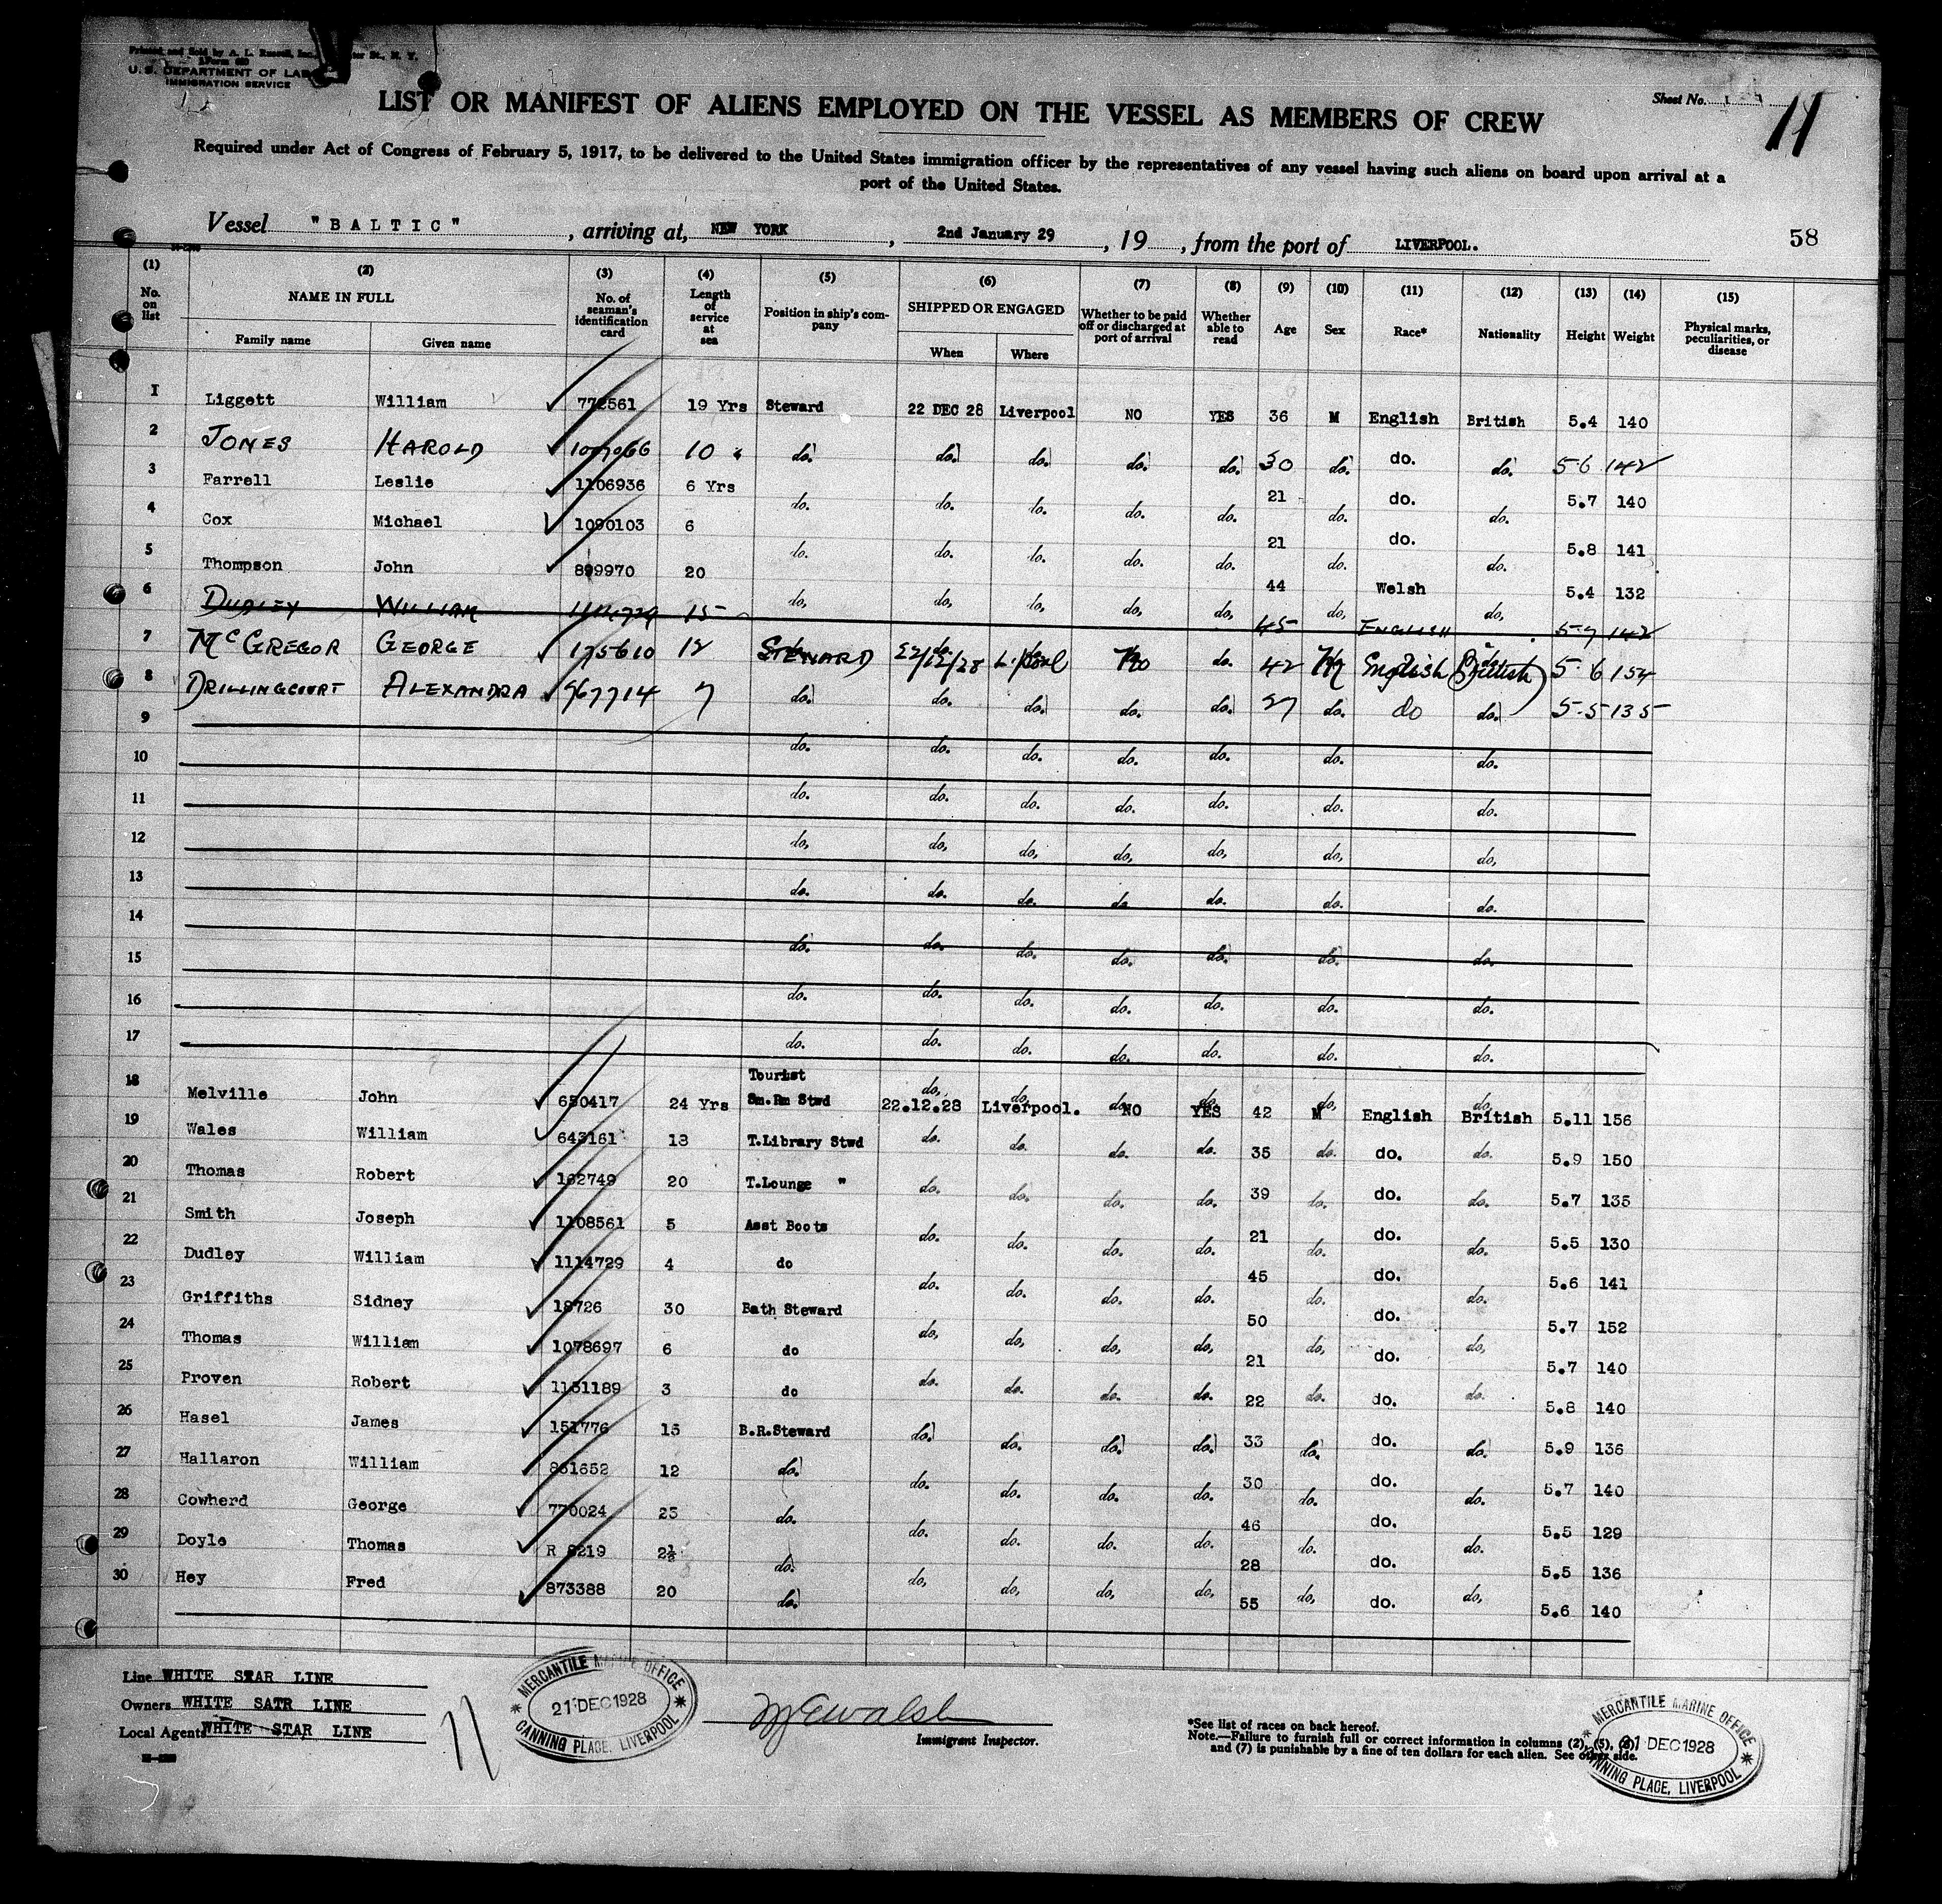 Printed and Sold by A. L. Russell, Inc.
U.S. DEPARTMENT OF LAB
IMMIGRATION SERVICE
Sheet No.
11
LIST OR MANIFEST OF ALIENS EMPLOYED ON THE VESSEL AS MEMBERS OF CREW
Required under Act of Congress of February 5, 1917, to be delivered to the United States immigration officer by the representatives of any vessel having such aliens on board upon arrival at a
port of the United States.
Vessel "BALTIC" , arriving at, NEW YORK , 2nd January 29 , 19 , from the port of LIVERPOOL. 58
(1) (2) (3) (4) (5) (6) (7) (8) (9) (10) (11) (12) (13) (14) (15)
No. on list NAME IN FULL Family name Given name No. of seaman's identification card Length of service at sea Position in ship's company SHIPPED OR ENGAGED When Where Whether to be paid off or discharged at port of arrival Whether able to read Age Sex Race* Nationality Height Weight Physical marks, peculiarities, or disease
1 Liggett William 772561 19 Yrs Steward 22 DEC 28 Liverpool NO YES 36 M English British 5.4 140
2 JONES HAROLD 10 " do. do. do. do. do. 30 do. do. do. 5-6 142
3 Farrell Leslie 1106936 6 Yrs do. do. do. do. do. 21 do. do. do. 5.7 140
4 Cox Michael 1090103 6 do. do. do. do. do. 21 do. do. do. 5.8 141
5 Thompson John 899970 20 do. do. do. do. do. 44 do. Welsh do. 5.4 132
6 DUDLEY WILLIAM 1114729 15 45 ENGLISH 5-7 142
7 McGREGOR GEORGE 175610 12 STEWARD 22/12/28 L.pool No do. 42 M English British 5-6 154
8 DRILLINGCOURT ALEXANDRA 967714 7 do. do. do. do. do. 27 do. do do. 5-5 135
9 do. do. do. do. do. do. do.
10 do. do. do. do. do. do. do.
11 do. do. do. do. do. do. do.
12 do. do. do. do. do. do. do.
13 do. do. do. do. do. do. do.
14 do. do. do. do. do. do. do.
15 do. do. do. do. do. do. do.
16 do. do. do. do. do. do. do.
17 do. do. do. do. do. do. do.
18 Melville John 650417 24 Yrs Tourist Sm.Rm Stwd 22.12.28 Liverpool. NO YES 42 M English British 5.11 156
19 Wales William 643161 13 T.Library Stwd do. do. do. do. 35 do. do. do. 5.9 150
20 Thomas Robert 162749 20 T.Lounge " do. do. do. do. 39 do. do. do. 5.7 135
21 Smith Joseph 1108561 5 Asst Boots do. do. do. do. 21 do. do. do. 5.5 130
22 Dudley William 1114729 4 do do. do. do. do. 45 do. do. do. 5.6 141
23 Griffiths Sidney 18726 30 Bath Steward do. do. do. do. 50 do. do. do. 5.7 152
24 Thomas William 1078697 6 do do. do. do. do. 21 do. do. do. 5.7 140
25 Proven Robert 1131189 3 do do. do. do. do. 22 do. do. do. 5.8 140
26 Hasel James 151776 15 B.R.Steward do. do. do. do. 33 do. do. do. 5.9 136
27 Hallaron William 861652 12 do. do. do. do. do. 30 do. do. do. 5.7 140
28 Cowherd George 770024 23 do. do. do. do. do. 46 do. do. do. 5.5 129
29 Doyle Thomas R 6219 2½ do. do. do. do. do. 28 do. do. do. 5.5 136
30 Hey Fred 873388 20 do. do. do. do. do. 55 do. do. do. 5.6 140
Line WHITE STAR LINE
Owners WHITE SATR LINE
Local Agents WHITE STAR LINE
11
MERCANTILE MARINE OFFICE
21 DEC 1928
CANNING PLACE, LIVERPOOL
Immigrant Inspector.
*See list of races on back hereof.
Note.—Failure to furnish full or correct information in columns (2), (5), (6)
and (7) is punishable by a fine of ten dollars for each alien. See other side.
MERCANTILE MARINE OFFICE
21 DEC 1928
CANNING PLACE, LIVERPOOL